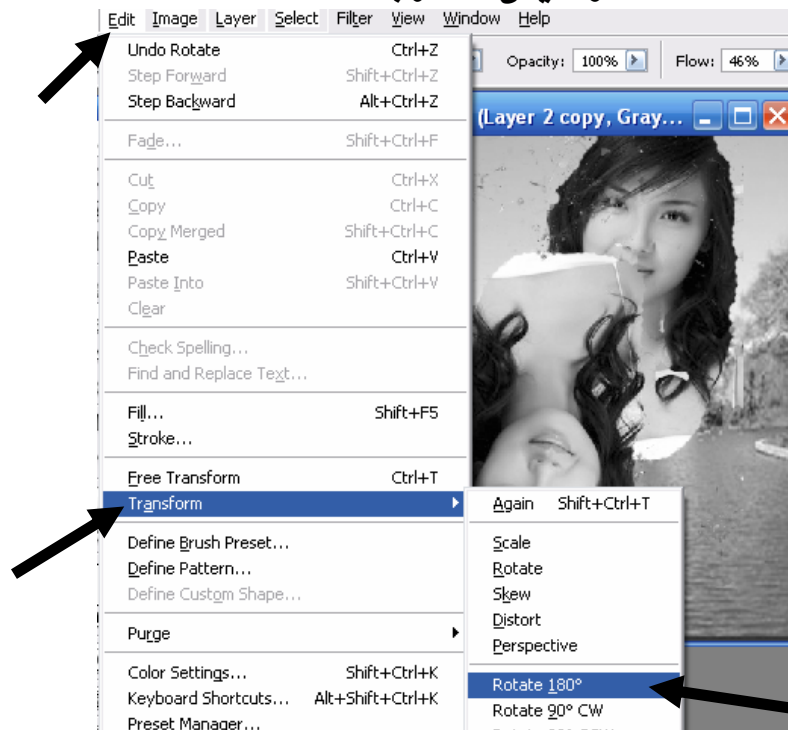 Edit Image Layer Select Filter View Window Help
Opacity: 100% Flow: 46%
(Layer 2 copy, Gray...
Undo Rotate Ctrl+Z
Step Forward Shift+Ctrl+Z
Step Backward Alt+Ctrl+Z
Fade... Shift+Ctrl+F
Cut Ctrl+X
Copy Ctrl+C
Copy Merged Shift+Ctrl+C
Paste Ctrl+V
Paste Into Shift+Ctrl+V
Clear
Check Spelling...
Find and Replace Text...
Fill... Shift+F5
Stroke...
Free Transform Ctrl+T
Transform
Define Brush Preset...
Define Pattern...
Define Custom Shape...
Purge
Color Settings... Shift+Ctrl+K
Keyboard Shortcuts... Alt+Shift+Ctrl+K
Preset Manager...
Again Shift+Ctrl+T
Scale
Rotate
Skew
Distort
Perspective
Rotate 180°
Rotate 90° CW